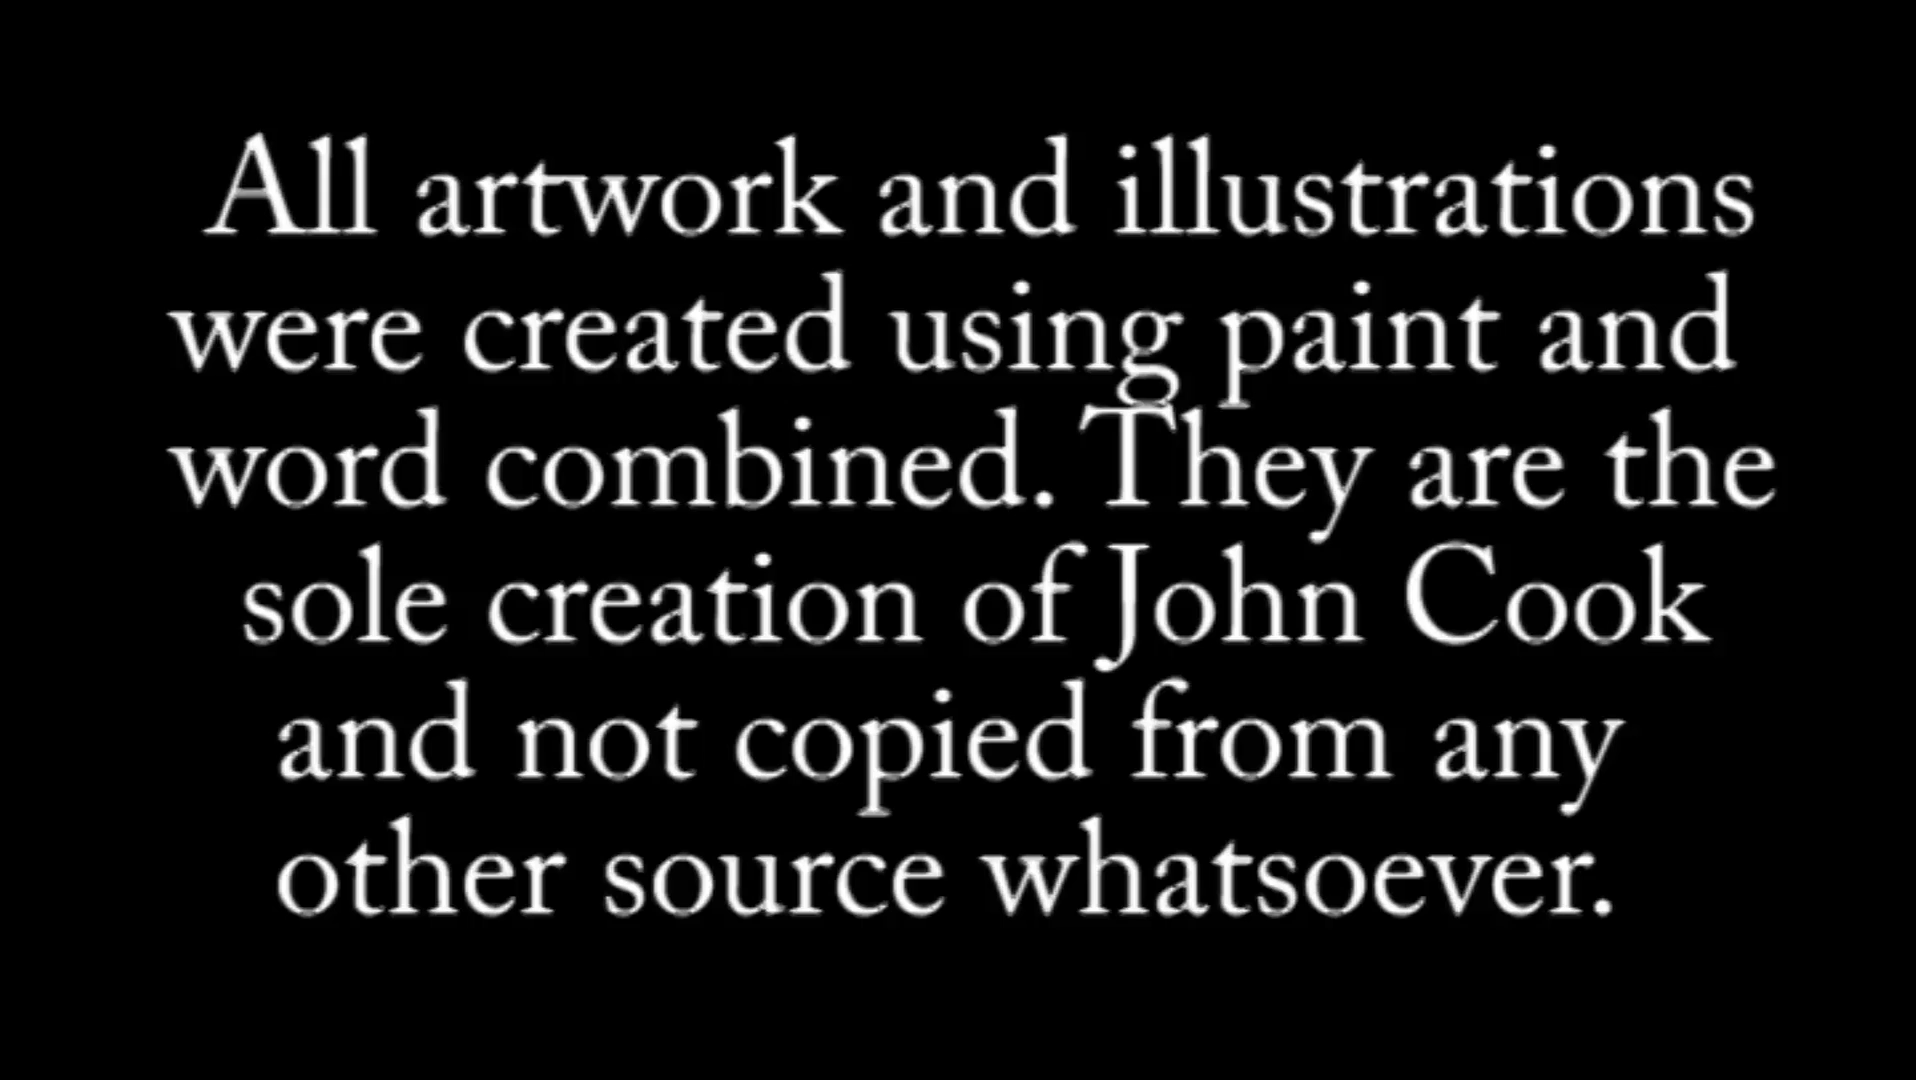 All artwork and illustrations
were created using paint and
word combined. They are the
sole creation of John Cook
and not copied from any
other source whatsoever.